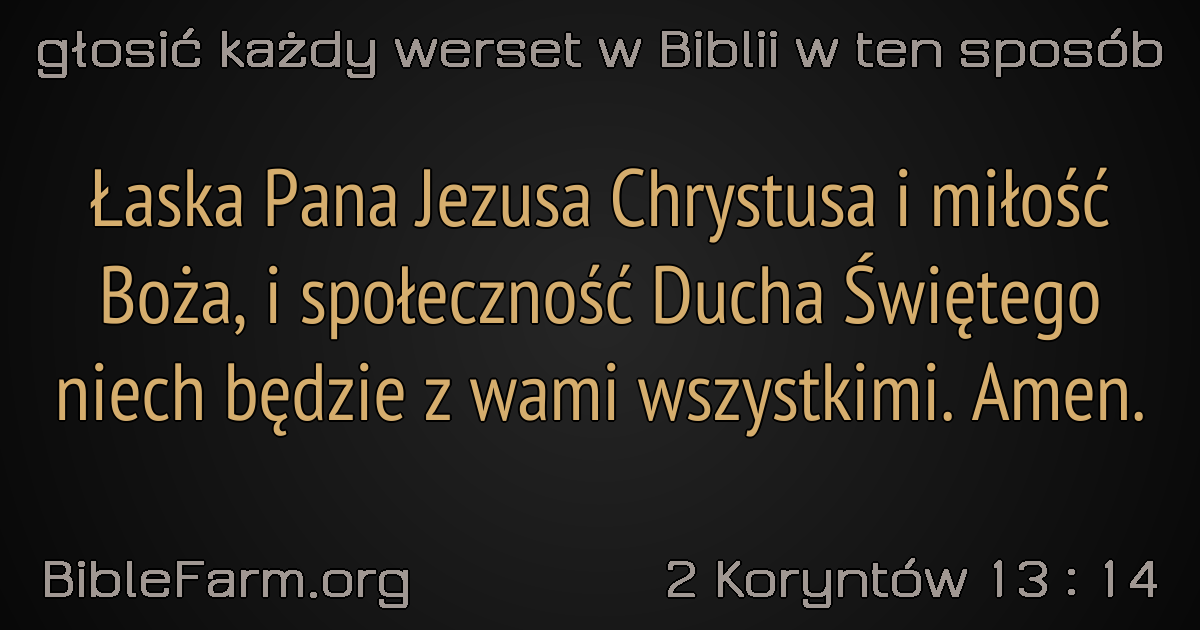 głosić każdy werset w Biblii w ten sposób
Łaska Pana Jezusa Chrystusa i miłość
Boża, i społeczność Ducha Świętego
niech będzie z wami wszystkimi. Amen.
BibleFarm.org
2 Koryntów 13 : 14